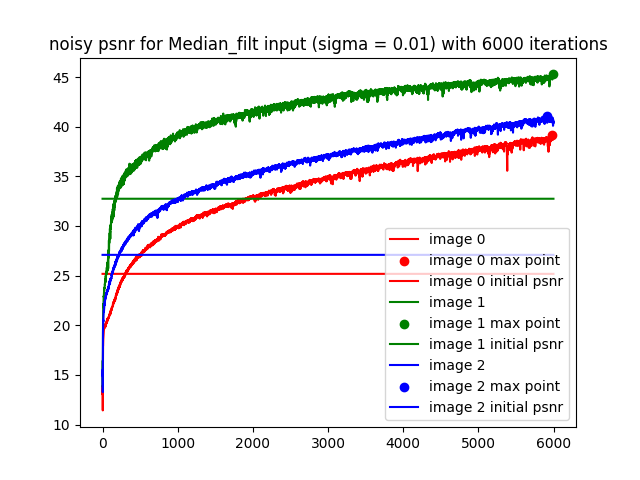 noisy psnr for Median_filt input (sigma = 0.01) with 6000 iterations
45
40
35
30
25
20
15
10
0
1000
2000
3000
4000
5000
6000
image 0
image 0 max point
image 0 initial psnr
image 1
image 1 max point
image 1 initial psnr
image 2
image 2 max point
image 2 initial psnr